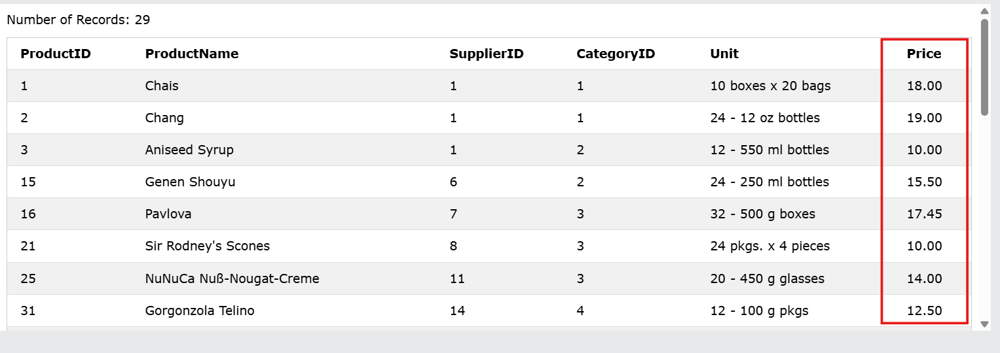 Number of Records: 29
ProductID ProductName SupplierID CategoryID Unit Price
1 Chais 1 1 10 boxes x 20 bags 18.00
2 Chang 1 1 24 - 12 oz bottles 19.00
3 Aniseed Syrup 1 2 12 - 550 ml bottles 10.00
15 Genen Shouyu 6 2 24 - 250 ml bottles 15.50
16 Pavlova 7 3 32 - 500 g boxes 17.45
21 Sir Rodney's Scones 8 3 24 pkgs. x 4 pieces 10.00
25 NuNuCa Nuß-Nougat-Creme 11 3 20 - 450 g glasses 14.00
31 Gorgonzola Telino 14 4 12 - 100 g pkgs 12.50